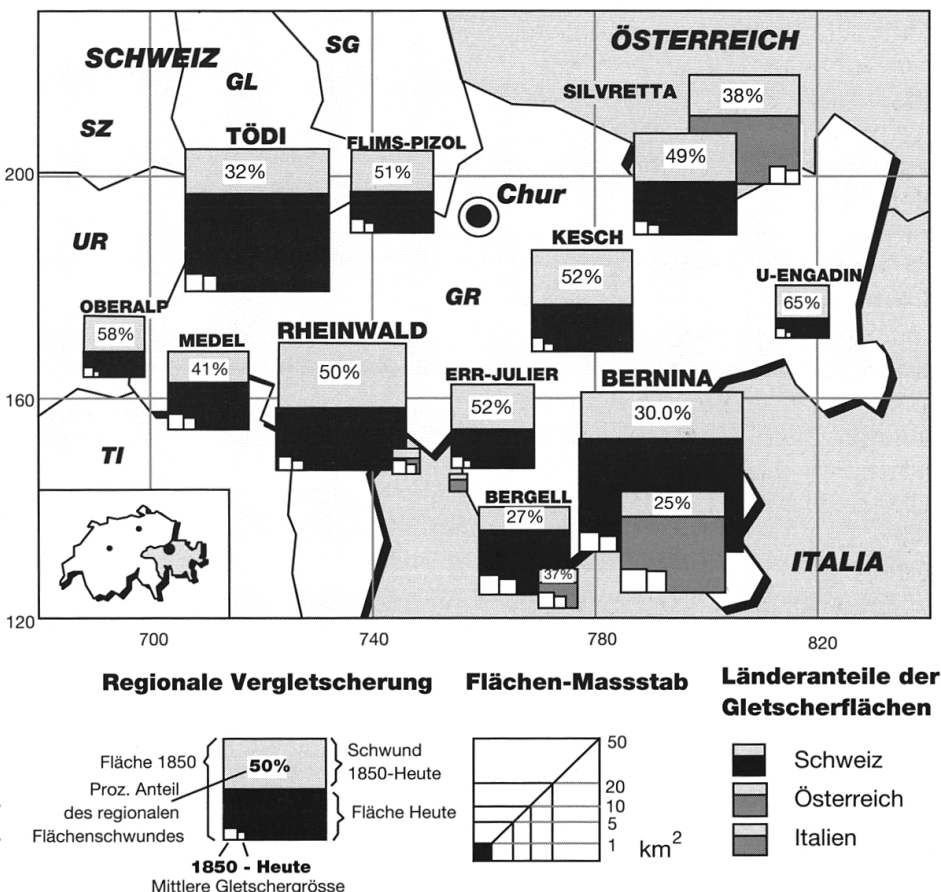 SCHWEIZ
SG
ÖSTERREICH
GL
SILVRETTA
38%
SZ
TÖDI
FLIMS-PIZOL
49%
200
32%
51%
Chur
UR
KESCH
52%
GR
U-ENGADIN
65%
OBERALP
58%
MEDEL
41%
RHEINWALD
50%
ERR-JULIER
52%
BERNINA
30.0%
160
TI
BERGELL
27%
25%
37%
ITALIA
120
700
740
780
820
Regionale Vergletscherung
Fläche 1850
50%
Schwund
1850-Heute
Proz. Anteil
des regionalen
Flächenschwundes
Fläche Heute
1850 - Heute
Mittlere Gletschergrösse
Flächen-Massstab
50
20
10
5
1
km²
Länderanteile der
Gletscherflächen
Schweiz
Österreich
Italien